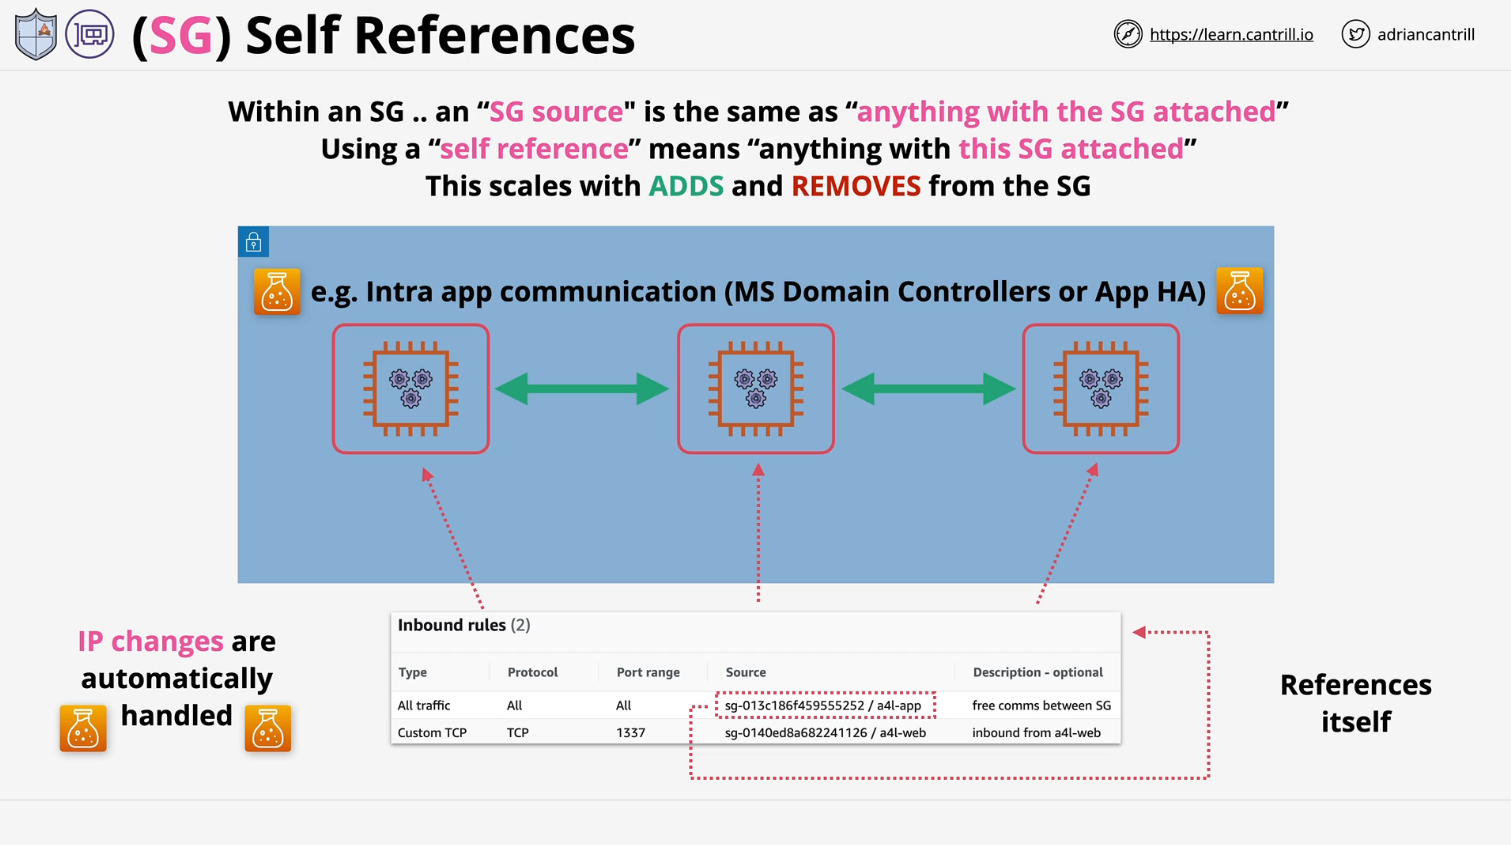 (SG) Self References
https://learn.cantrill.io
adriancantrill
Within an SG .. an “SG source" is the same as “anything with the SG attached”
Using a “self reference” means “anything with this SG attached”
This scales with ADDS and REMOVES from the SG
e.g. Intra app communication (MS Domain Controllers or App HA)
IP changes are
automatically
handled
Inbound rules (2)
Type Protocol Port range Source Description - optional
All traffic All All sg-013c186f459555252 / a4l-app free comms between SG
Custom TCP TCP 1337 sg-0140ed8a682241126 / a4l-web inbound from a4l-web
References
itself